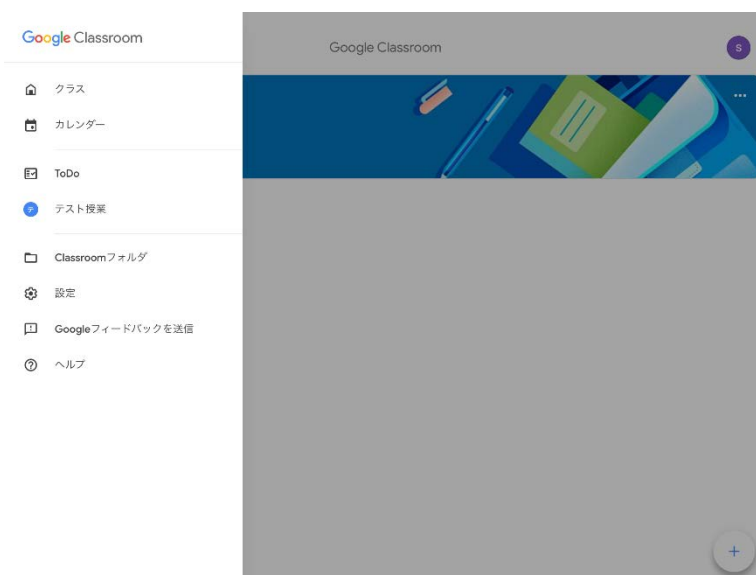 Google Classroom
クラス
カレンダー
ToDo
テ
テスト授業
Classroomフォルダ
設定
Googleフィードバックを送信
ヘルプ
Google Classroom
S